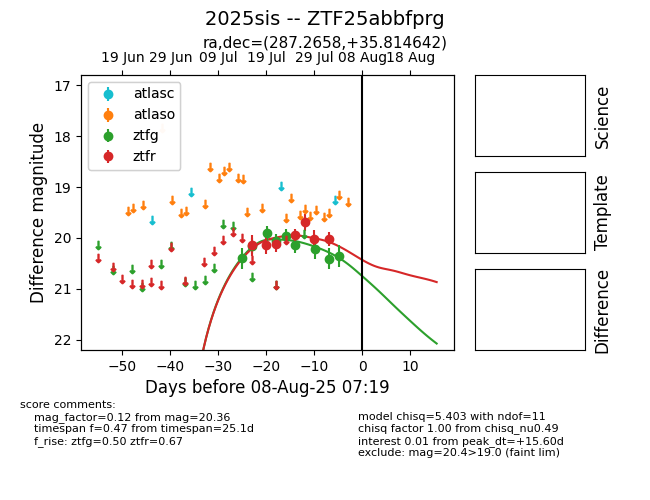 2025sis -- ZTF25abbfprg
ra,dec=(287.2658,+35.814642)
19 Jun 29 Jun 09 Jul 19 Jul 29 Jul 08 Aug 18 Aug
atlasc
atlaso
ztfg
ztfr
17
18
19
20
21
22
Difference magnitude
−50 −40 −30 −20 −10 0 10
Days before 08-Aug-25 07:19
Science
Template
Difference
score comments:
mag_factor=0.12 from mag=20.36
timespan f=0.47 from timespan=25.1d
f_rise: ztfg=0.50 ztfr=0.67
model chisq=5.403 with ndof=11
chisq factor 1.00 from chisq_nu0.49
interest 0.01 from peak_dt=+15.60d
exclude: mag=20.4>19.0 (faint lim)